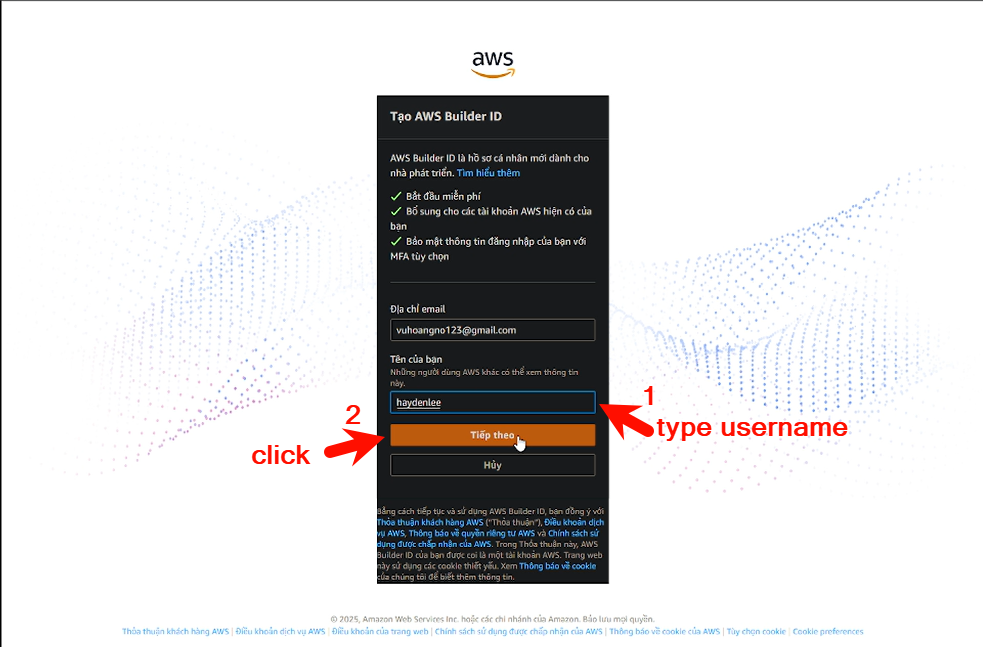 aws
Tạo AWS Builder ID
AWS Builder ID là hồ sơ cá nhân mới dành cho
nhà phát triển. Tìm hiểu thêm
Bắt đầu miễn phí
Bổ sung cho các tài khoản AWS hiện có của
bạn
Bảo mật thông tin đăng nhập của bạn với
MFA tùy chọn
Địa chỉ email
vuhoangno123@gmail.com
Tên của bạn
Những người dùng AWS khác có thể xem thông tin
này.
haydenlee
1
type username
2
click
Tiếp theo
Hủy
Bằng cách tiếp tục và sử dụng AWS Builder ID, bạn đồng ý với
Thỏa thuận khách hàng AWS ("Thỏa thuận"), Điều khoản dịch
vụ AWS, Thông báo về quyền riêng tư AWS và Chính sách sử
dụng được chấp nhận của AWS. Trong Thỏa thuận này, AWS
Builder ID của bạn được coi là một tài khoản AWS. Trang web
này sử dụng các cookie thiết yếu. Xem Thông báo về cookie
của chúng tôi để biết thêm thông tin.
© 2025, Amazon Web Services Inc. hoặc các chi nhánh của Amazon. Bảo lưu mọi quyền.
Thỏa thuận khách hàng AWS | Điều khoản dịch vụ AWS | Điều khoản của trang web | Chính sách sử dụng được chấp nhận của AWS | Thông báo về cookie của AWS | Tùy chọn cookie | Cookie preferences